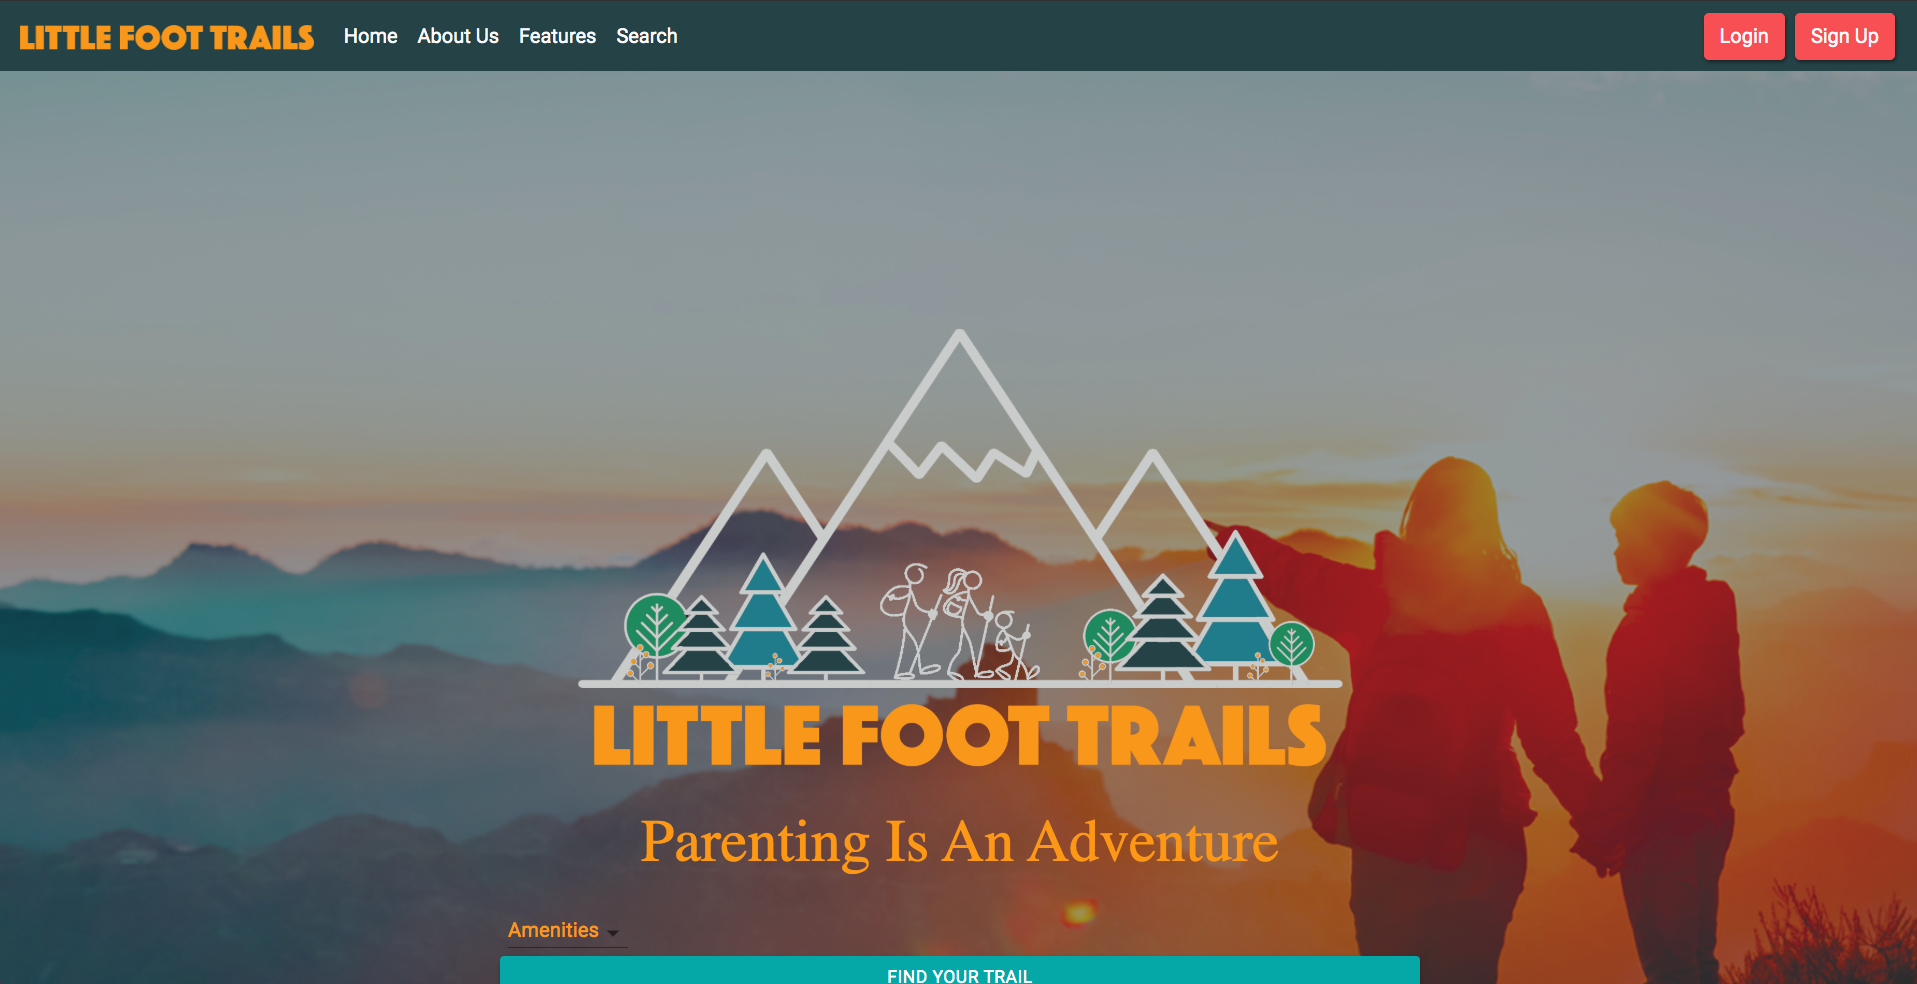 LITTLE FOOT TRAILS Home About Us Features Search Login Sign Up
LITTLE FOOT TRAILS
Parenting Is An Adventure
Amenities
FIND YOUR TRAIL